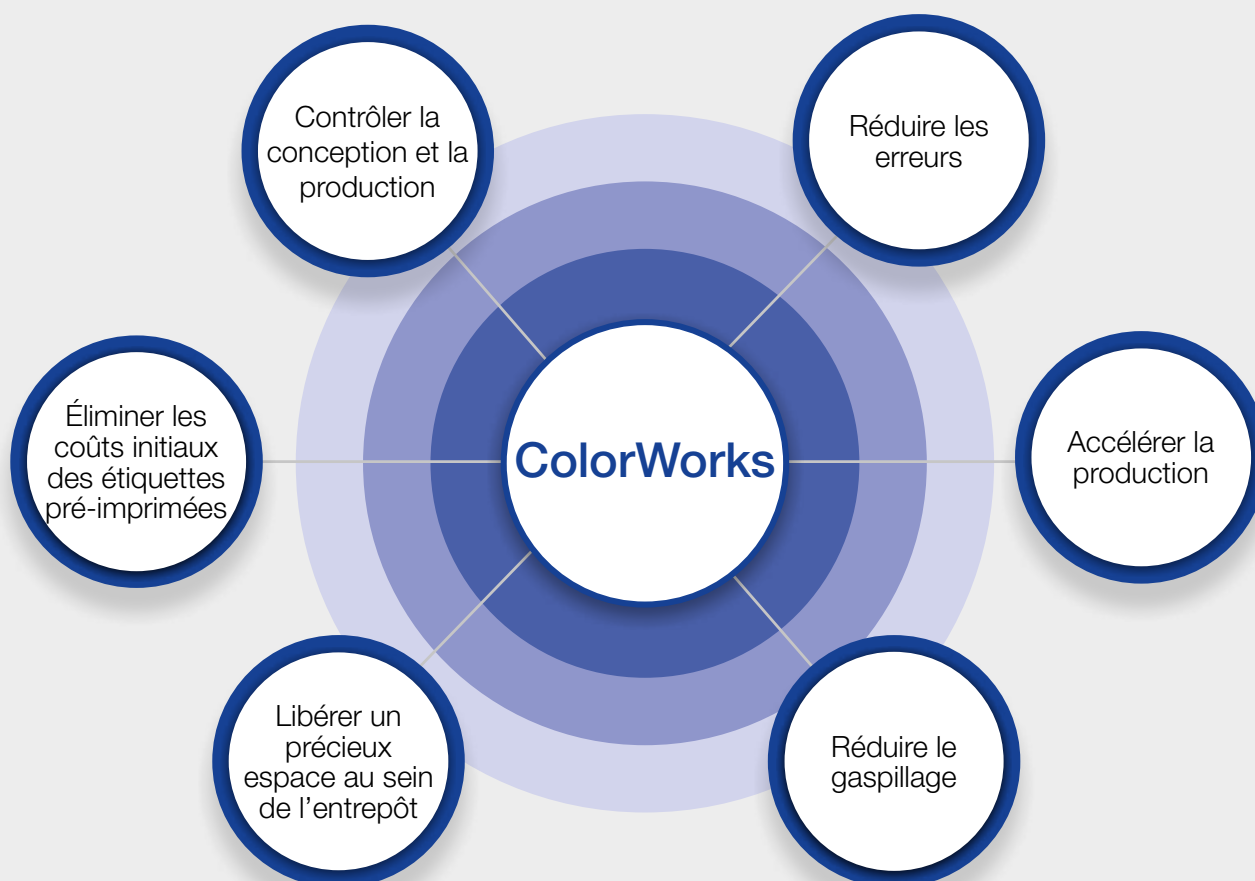 Contrôler la
conception et la
production
Réduire les
erreurs
Éliminer les
coûts initiaux
des étiquettes
pré-imprimées
ColorWorks
Accélérer la
production
Libérer un
précieux
espace au sein
de l’entrepôt
Réduire le
gaspillage